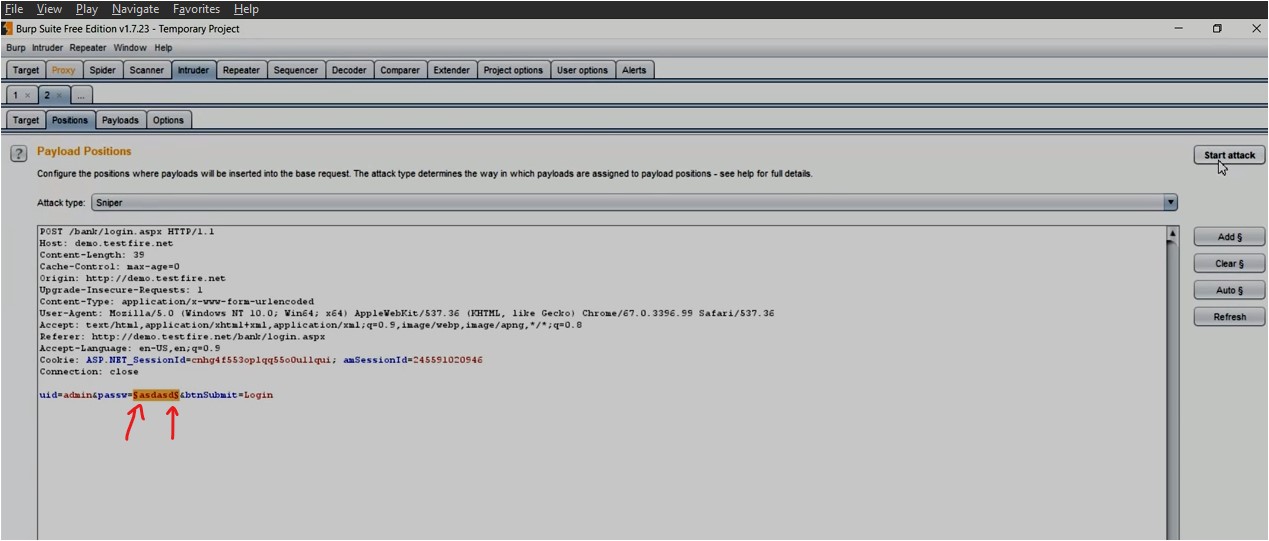 File View Play Navigate Favorites Help
Burp Suite Free Edition v1.7.23 - Temporary Project
Burp Intruder Repeater Window Help
Target Proxy Spider Scanner Intruder Repeater Sequencer Decoder Comparer Extender Project options User options Alerts
1 × 2 × ...
Target Positions Payloads Options
? Payload Positions
Start attack
Configure the positions where payloads will be inserted into the base request. The attack type determines the way in which payloads are assigned to payload positions - see help for full details.
Attack type: Sniper
POST /bank/login.aspx HTTP/1.1
Host: demo.testfire.net
Content-Length: 39
Cache-Control: max-age=0
Origin: http://demo.testfire.net
Upgrade-Insecure-Requests: 1
Content-Type: application/x-www-form-urlencoded
User-Agent: Mozilla/5.0 (Windows NT 10.0; Win64; x64) AppleWebKit/537.36 (KHTML, like Gecko) Chrome/67.0.3396.99 Safari/537.36
Accept: text/html,application/xhtml+xml,application/xml;q=0.9,image/webp,image/apng,*/*;q=0.8
Referer: http://demo.testfire.net/bank/login.aspx
Accept-Language: en-US,en;q=0.9
Cookie: ASP.NET_SessionId=; amSessionId=245591020946
Connection: close
uid=admin&passw=§asdasd§&btnSubmit=Login
Add §
Clear §
Auto §
Refresh